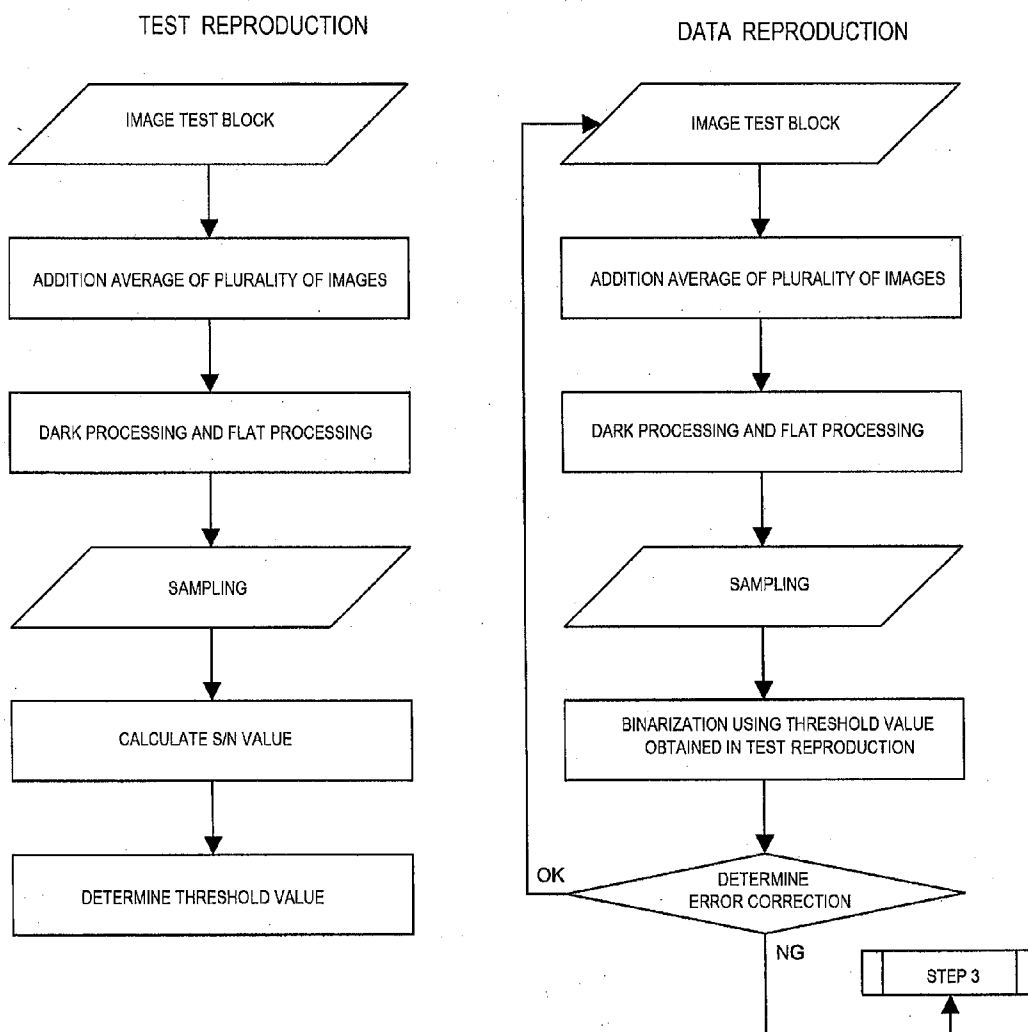 TEST REPRODUCTION
IMAGE TEST BLOCK
ADDITION AVERAGE OF PLURALITY OF IMAGES
DARK PROCESSING AND FLAT PROCESSING
SAMPLING
CALCULATE S/N VALUE
DETERMINE THRESHOLD VALUE
DATA REPRODUCTION
IMAGE TEST BLOCK
ADDITION AVERAGE OF PLURALITY OF IMAGES
DARK PROCESSING AND FLAT PROCESSING
SAMPLING
BINARIZATION USING THRESHOLD VALUE
OBTAINED IN TEST REPRODUCTION
DETERMINE
ERROR CORRECTION
OK
NG
STEP 3